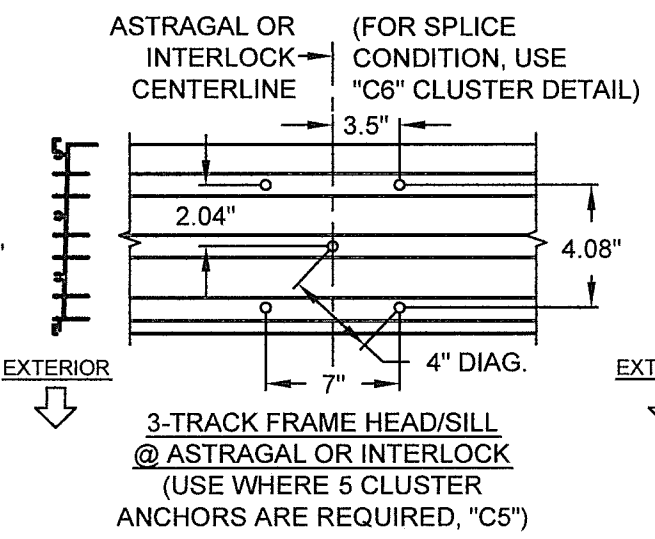 ASTRAGAL OR
INTERLOCK
CENTERLINE
(FOR SPLICE
CONDITION, USE
"C6" CLUSTER DETAIL)
3.5"
2.04"
4.08"
4" DIAG.
7"
EXTERIOR
EXT
3-TRACK FRAME HEAD/SILL
@ ASTRAGAL OR INTERLOCK
(USE WHERE 5 CLUSTER
ANCHORS ARE REQUIRED, "C5")